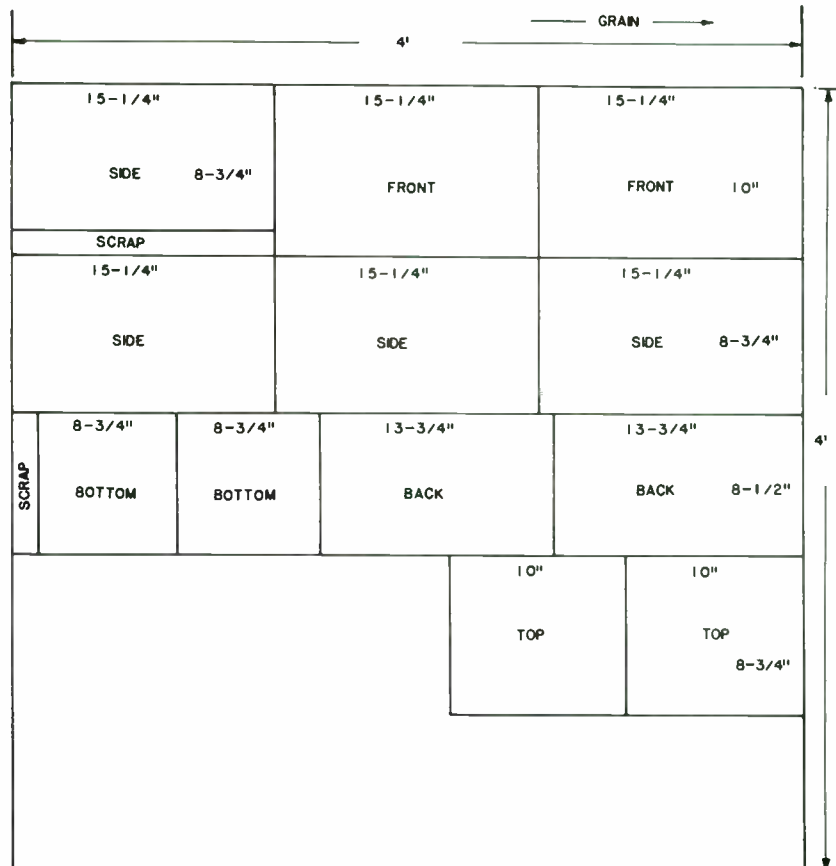 GRAIN
4'
15-1/4" 15-1/4" 15-1/4"
SIDE 8-3/4" FRONT FRONT 10"
SCRAP
15-1/4" 15-1/4" 15-1/4"
SIDE SIDE SIDE 8-3/4"
8-3/4" 8-3/4" 13-3/4" 13-3/4"
4'
SCRAP BOTTOM BOTTOM BACK BACK 8-1/2"
10" 10"
TOP TOP
8-3/4"